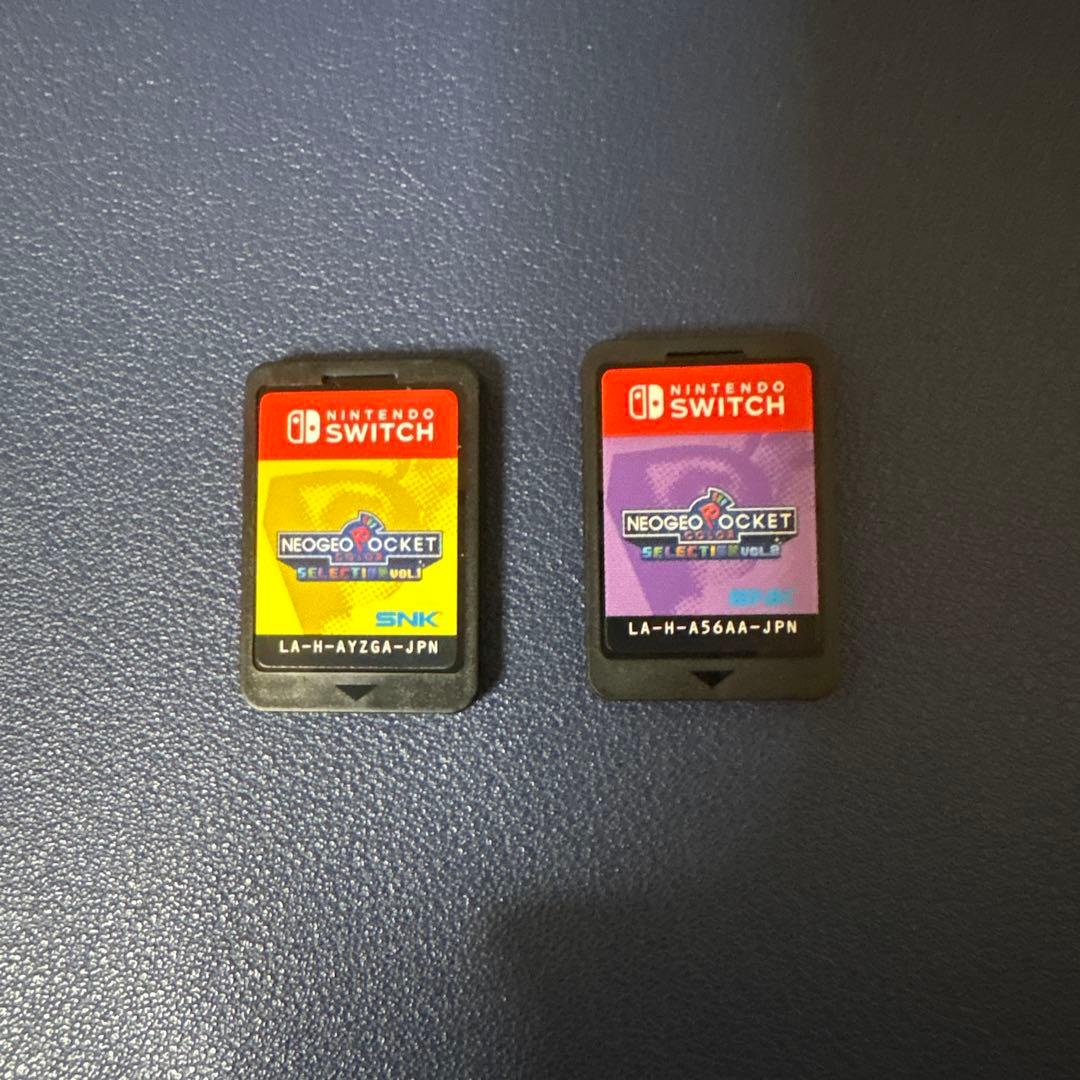 NINTENDO
SWITCH
NEOGEO POCKET
COLOR
SELECTION VOL.1
SNK
LA-H-AYZGA-JPN
NINTENDO
SWITCH
NEOGEO POCKET
COLOR
SELECTION VOL.2
SNK
LA-H-A56AA-JPN